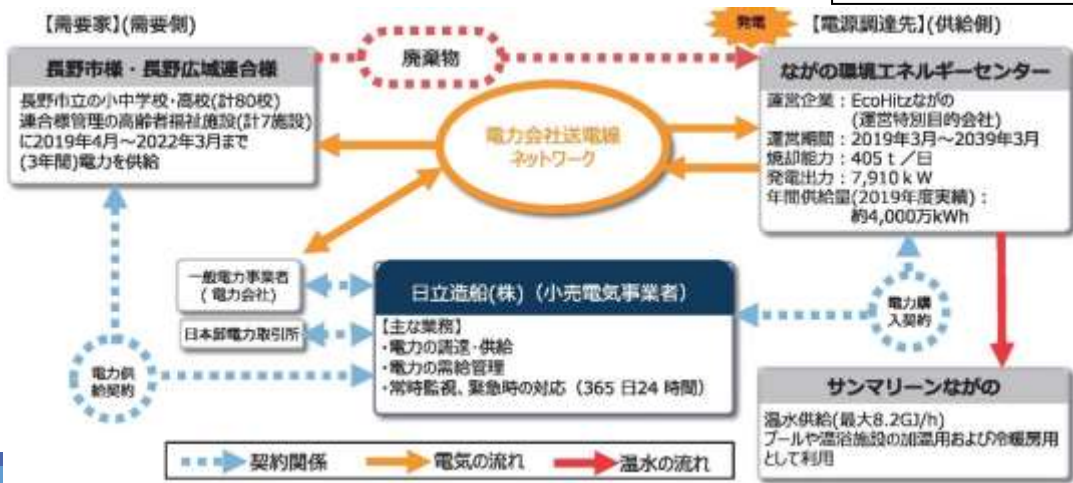 【需要家】(需要側)
発電
【電源調達先】(供給側)
長野市様・長野広域連合様
長野市立の小中学校・高校(計80校)
連合様管理の高齢者福祉施設(計7施設)
に2019年4月~2022年3月まで
(3年間)電力を供給
廃棄物
電力会社送電線
ネットワーク
ながの環境エネルギーセンター
運営企業:EcoHitzながの
(運営特別目的会社)
運営期間:2019年3月~2039年3月
焼却能力:405t/日
発電出力:7,910kW
年間供給量(2019年度実績):
約4,000万kWh
一般電力事業者
(電力会社)
日本卸電力取引所
日立造船(株)(小売電気事業者)
【主な業務】
・電力の調達・供給
・電力の需給管理
・常時監視、緊急時の対応(365日24時間)
電力購
入契約
電力供
給契約
サンマリーンながの
温水供給(最大8.2GJ/h)
プールや温浴施設の加温用および冷暖房用
として利用
契約関係
電気の流れ
温水の流れ